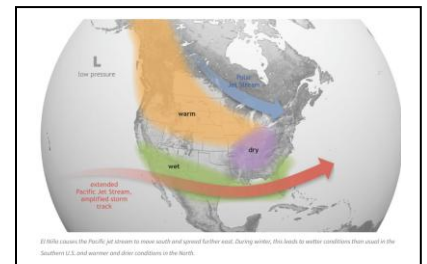 L
low pressure
Polar
Jet Stream
warm
dry
wet
extended
Pacific Jet Stream,
amplified storm
track
El Niño causes the Pacific jet stream to move south and spread further east. During winter, this leads to wetter conditions than usual in the
Southern U.S. and warmer and drier conditions in the North.